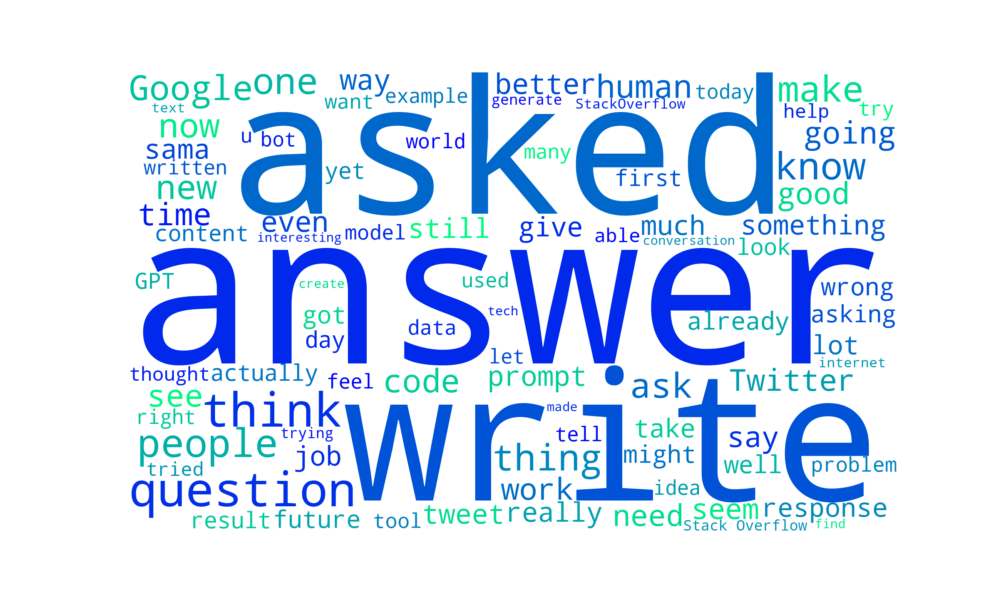 Google one way better human today make
text want example generate StackOverflow help try
now asked u bot world many going
sama written yet first know
new good
time even still give much something
content interesting model able conversation look
answer
GPT create used wrong
got data tech already asking
day let lot internet
thought actually feel code prompt ask Twitter
see think write made
right trying tell take say
people job thing might well problem
tried question work idea
result future tool tweet really need seem response
Stack Overflow find